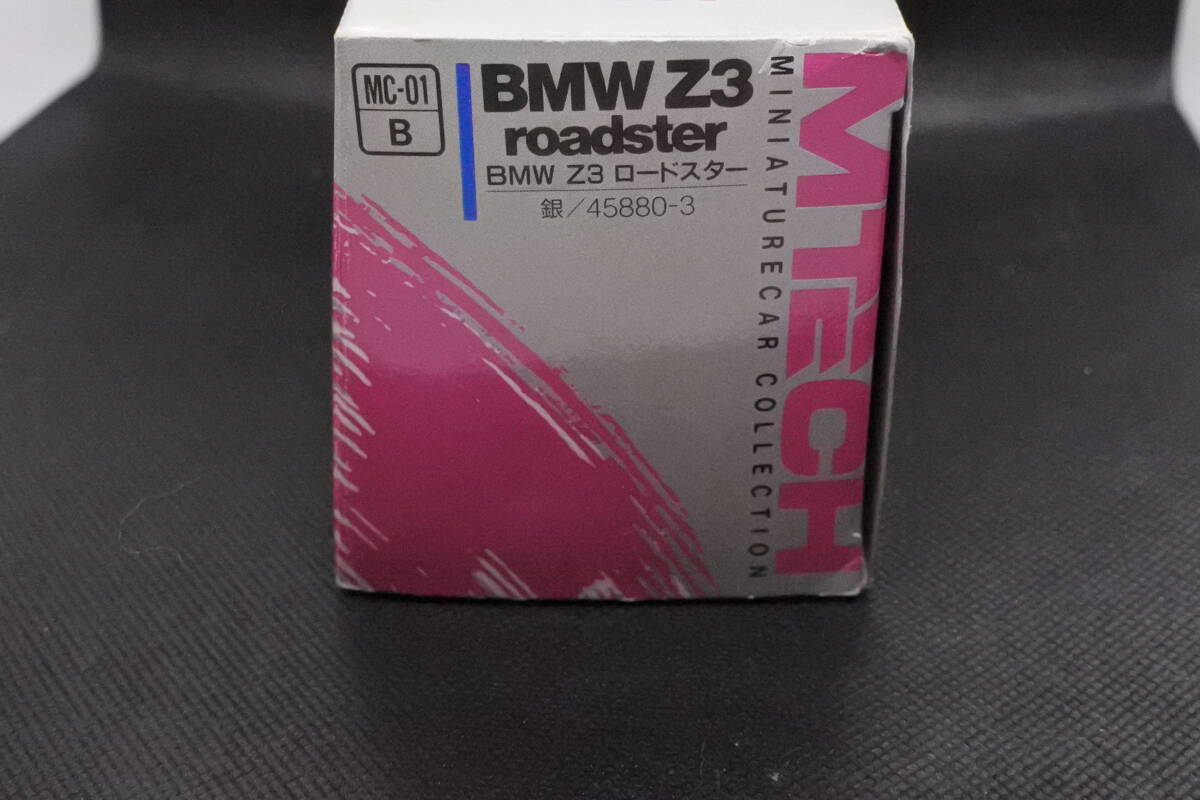 MC-01
B
BMW Z3
roadster
BMW Z3 ロードスター
銀/45880-3
MINIATURECAR COLLECTION
MTECH